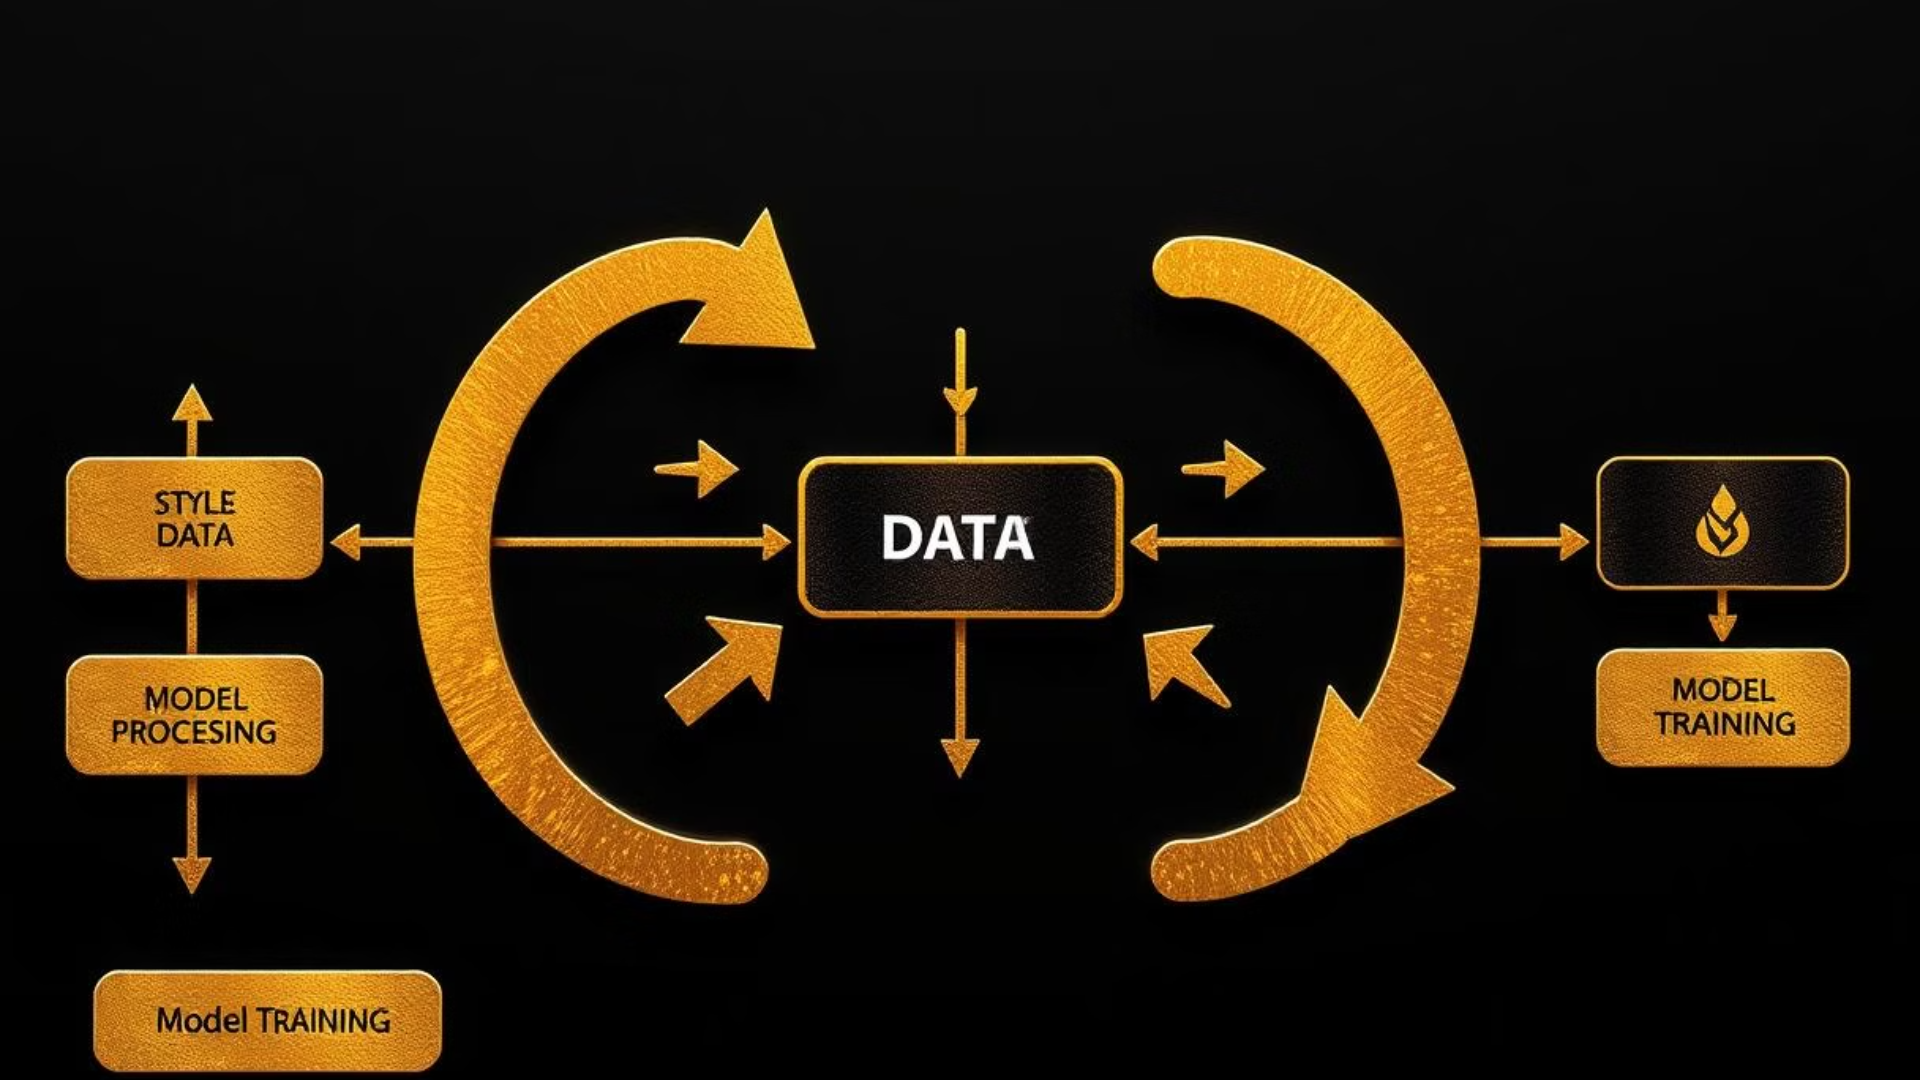 STYLE
DATA
MODEL
PROCESING
DATA
MODEL
TRAINING
Model TRAINING